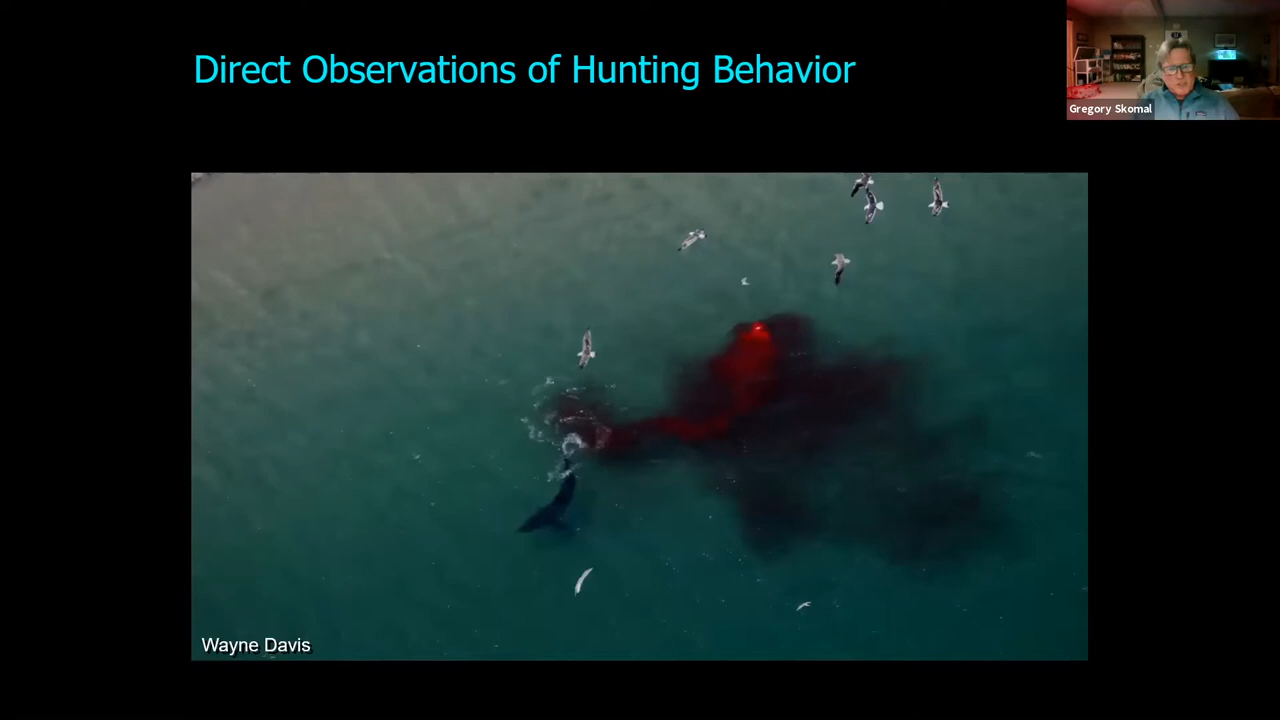 Direct Observations of Hunting Behavior
Gregory Skomal
Wayne Davis